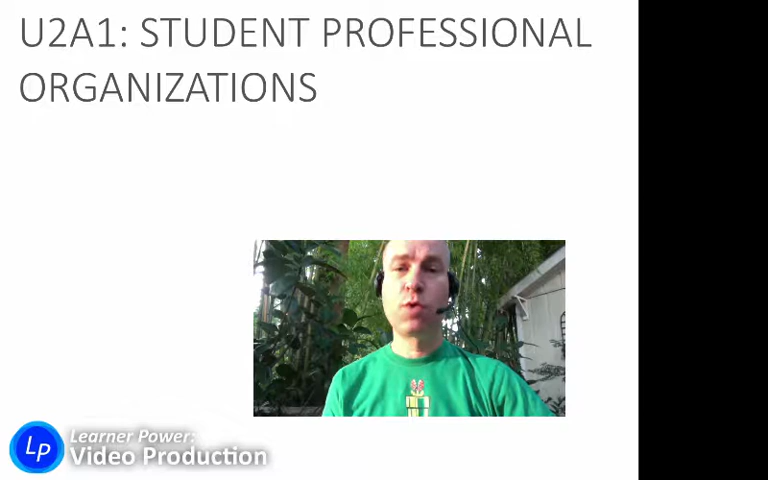 U2A1: STUDENT PROFESSIONAL
ORGANIZATIONS
Lp
Learner Power:
Video Production